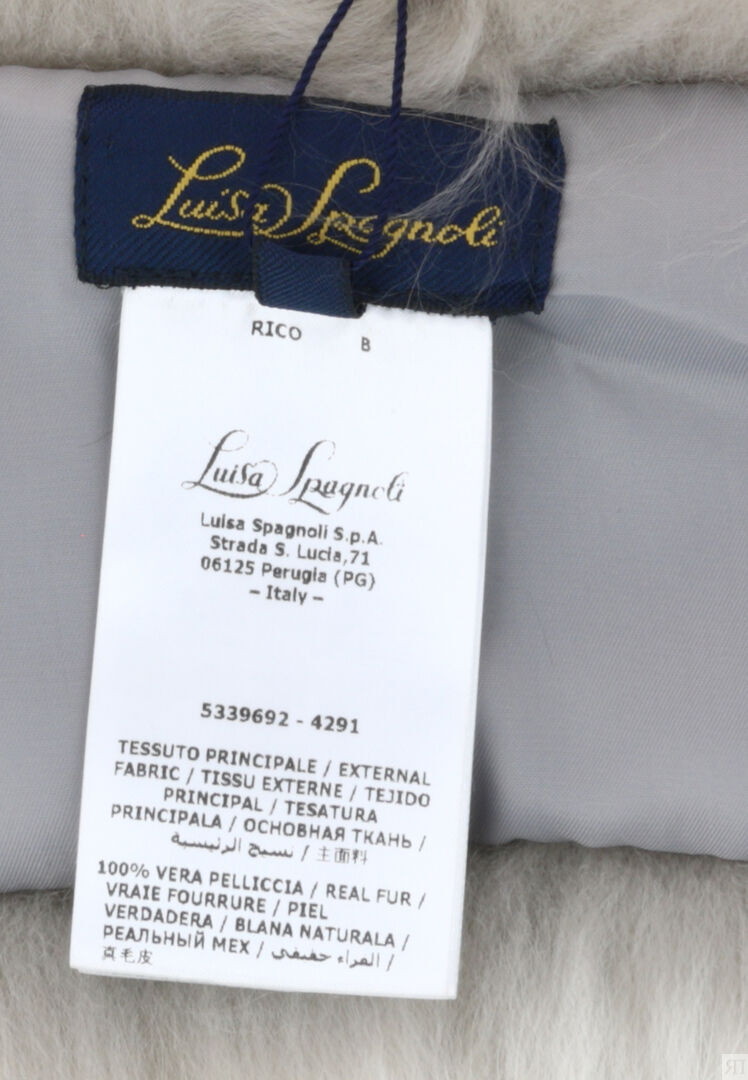 Luisa Spagnoli
RICO B
Luisa Spagnoli
Luisa Spagnoli S.p.A.
Strada S. Lucia,71
06125 Perugia (PG)
– Italy –
5339692 - 4291
TESSUTO PRINCIPALE / EXTERNAL
FABRIC / TISSU EXTERNE / TEJIDO
PRINCIPAL / TESATURA
PRINCIPALA / ОСНОВНАЯ ТКАНЬ /
نسيج الرئيسية / 主面料
100% VERA PELLICCIA / REAL FUR /
VRAIE FOURRURE / PIEL
VERDADERA / BLANA NATURALA /
РЕАЛЬНЫЙ МЕХ / الفراء حقيقي /
真毛皮
ЯП